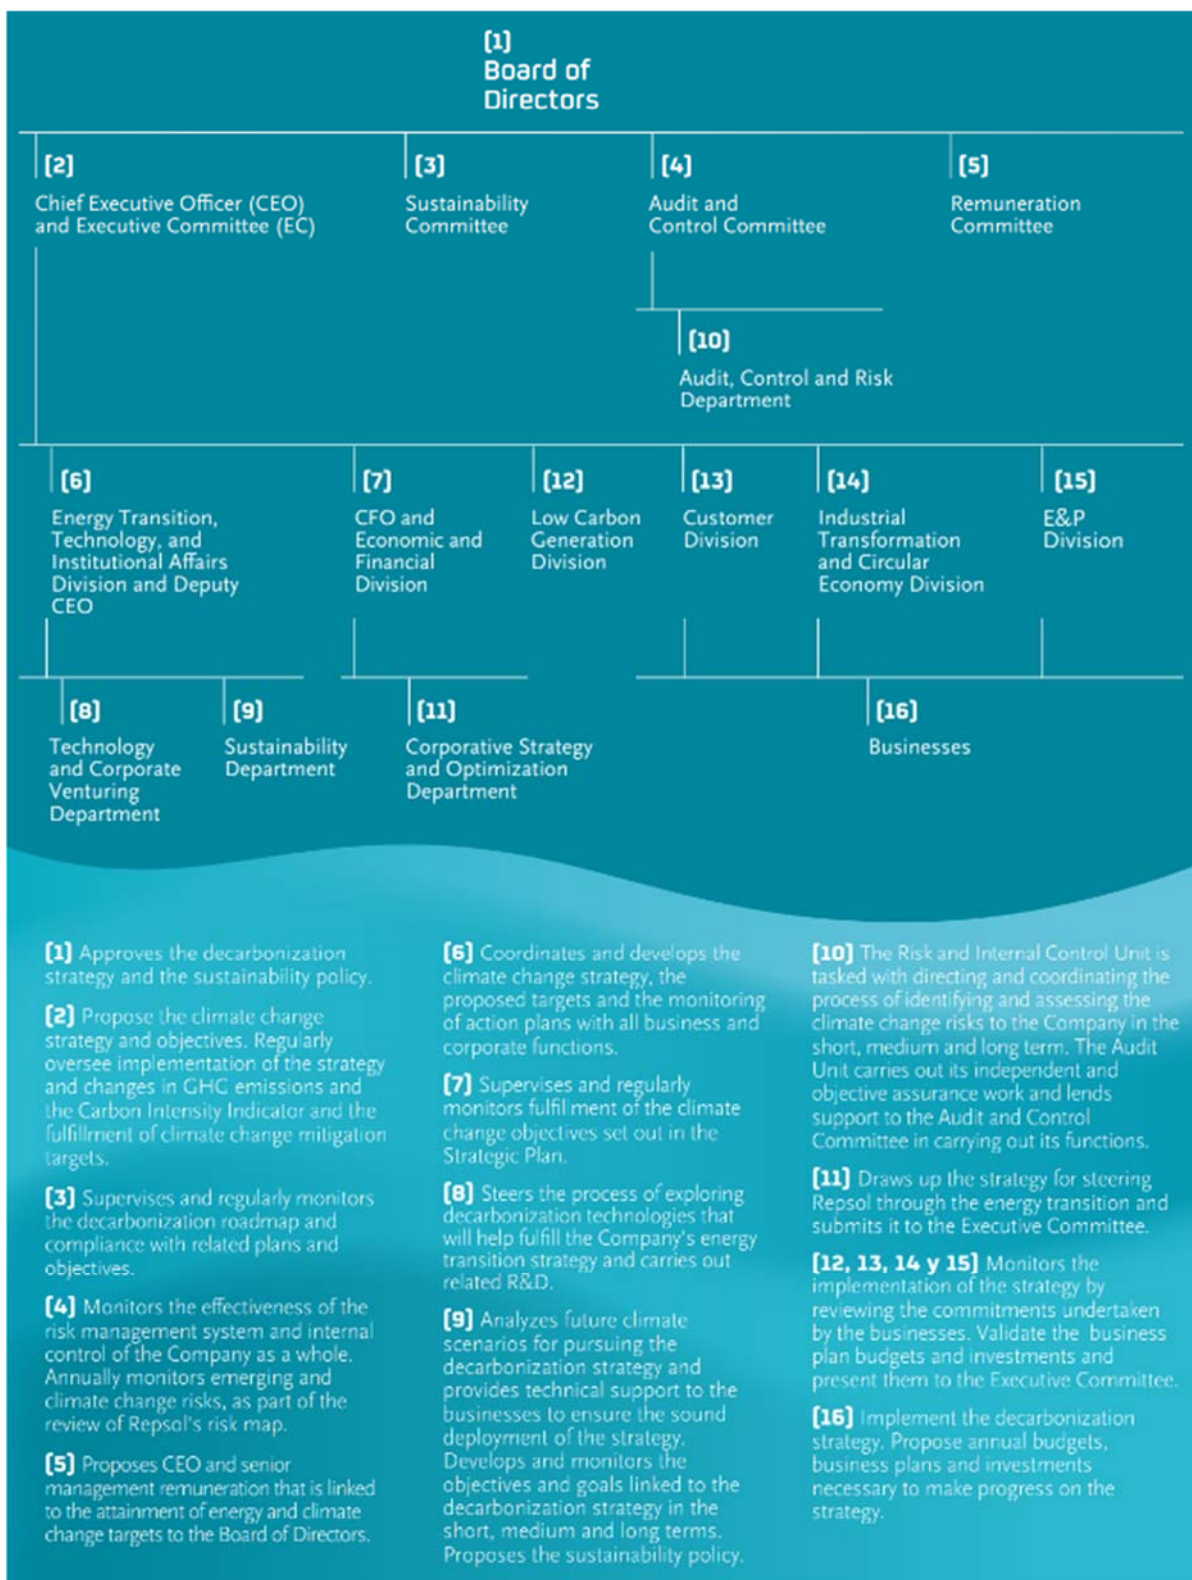 [1]
Board of
Directors
[2]
Chief Executive Officer (CEO)
and Executive Committee (EC)
[3]
Sustainability
Committee
[4]
Audit and
Control Committee
[5]
Remuneration
Committee
[10]
Audit, Control and Risk
Department
[6]
Energy Transition,
Technology, and
Institutional Affairs
Division and Deputy
CEO
[7]
CFO and
Economic and
Financial
Division
[12]
Low Carbon
Generation
Division
[13]
Customer
Division
[14]
Industrial
Transformation
and Circular
Economy Division
[15]
E&P
Division
[8]
Technology
and Corporate
Venturing
Department
[9]
Sustainability
Department
[11]
Corporative Strategy
and Optimization
Department
[16]
Businesses
[1] Approves the decarbonization
strategy and the sustainability policy.
[2] Propose the climate change
strategy and objectives. Regularly
oversee implementation of the strategy
and changes in GHC emissions and
the Carbon Intensity Indicator and the
fulfillment of climate change mitigation
targets.
[3] Supervises and regularly monitors
the decarbonization roadmap and
compliance with related plans and
objectives.
[4] Monitors the effectiveness of the
risk management system and internal
control of the Company as a whole.
Annually monitors emerging and
climate change risks, as part of the
review of Repsol's risk map.
[5] Proposes CEO and senior
management remuneration that is linked
to the attainment of energy and climate
change targets to the Board of Directors.
[6] Coordinates and develops the
climate change strategy, the
proposed targets and the monitoring
of action plans with all business and
corporate functions.
[7] Supervises and regularly
monitors fulfillment of the climate
change objectives set out in the
Strategic Plan.
[8] Steers the process of exploring
decarbonization technologies that
will help fulfill the Company's energy
transition strategy and carries out
related R&D.
[9] Analyzes future climate
scenarios for pursuing the
decarbonization strategy and
provides technical support to the
businesses to ensure the sound
deployment of the strategy.
Develops and monitors the
objectives and goals linked to the
decarbonization strategy in the
short, medium and long terms.
Proposes the sustainability policy.
[10] The Risk and Internal Control Unit is
tasked with directing and coordinating the
process of identifying and assessing the
climate change risks to the Company in the
short, medium and long term. The Audit
Unit carries out its independent and
objective assurance work and lends
support to the Audit and Control
Committee in carrying out its functions.
[11] Draws up the strategy for steering
Repsol through the energy transition and
submits it to the Executive Committee.
[12, 13, 14 y 15] Monitors the
implementation of the strategy by
reviewing the commitments undertaken
by the businesses. Validate the business
plan budgets and investments and
present them to the Executive Committee.
[16] Implement the decarbonization
strategy. Propose annual budgets,
business plans and investments
necessary to make progress on the
strategy.